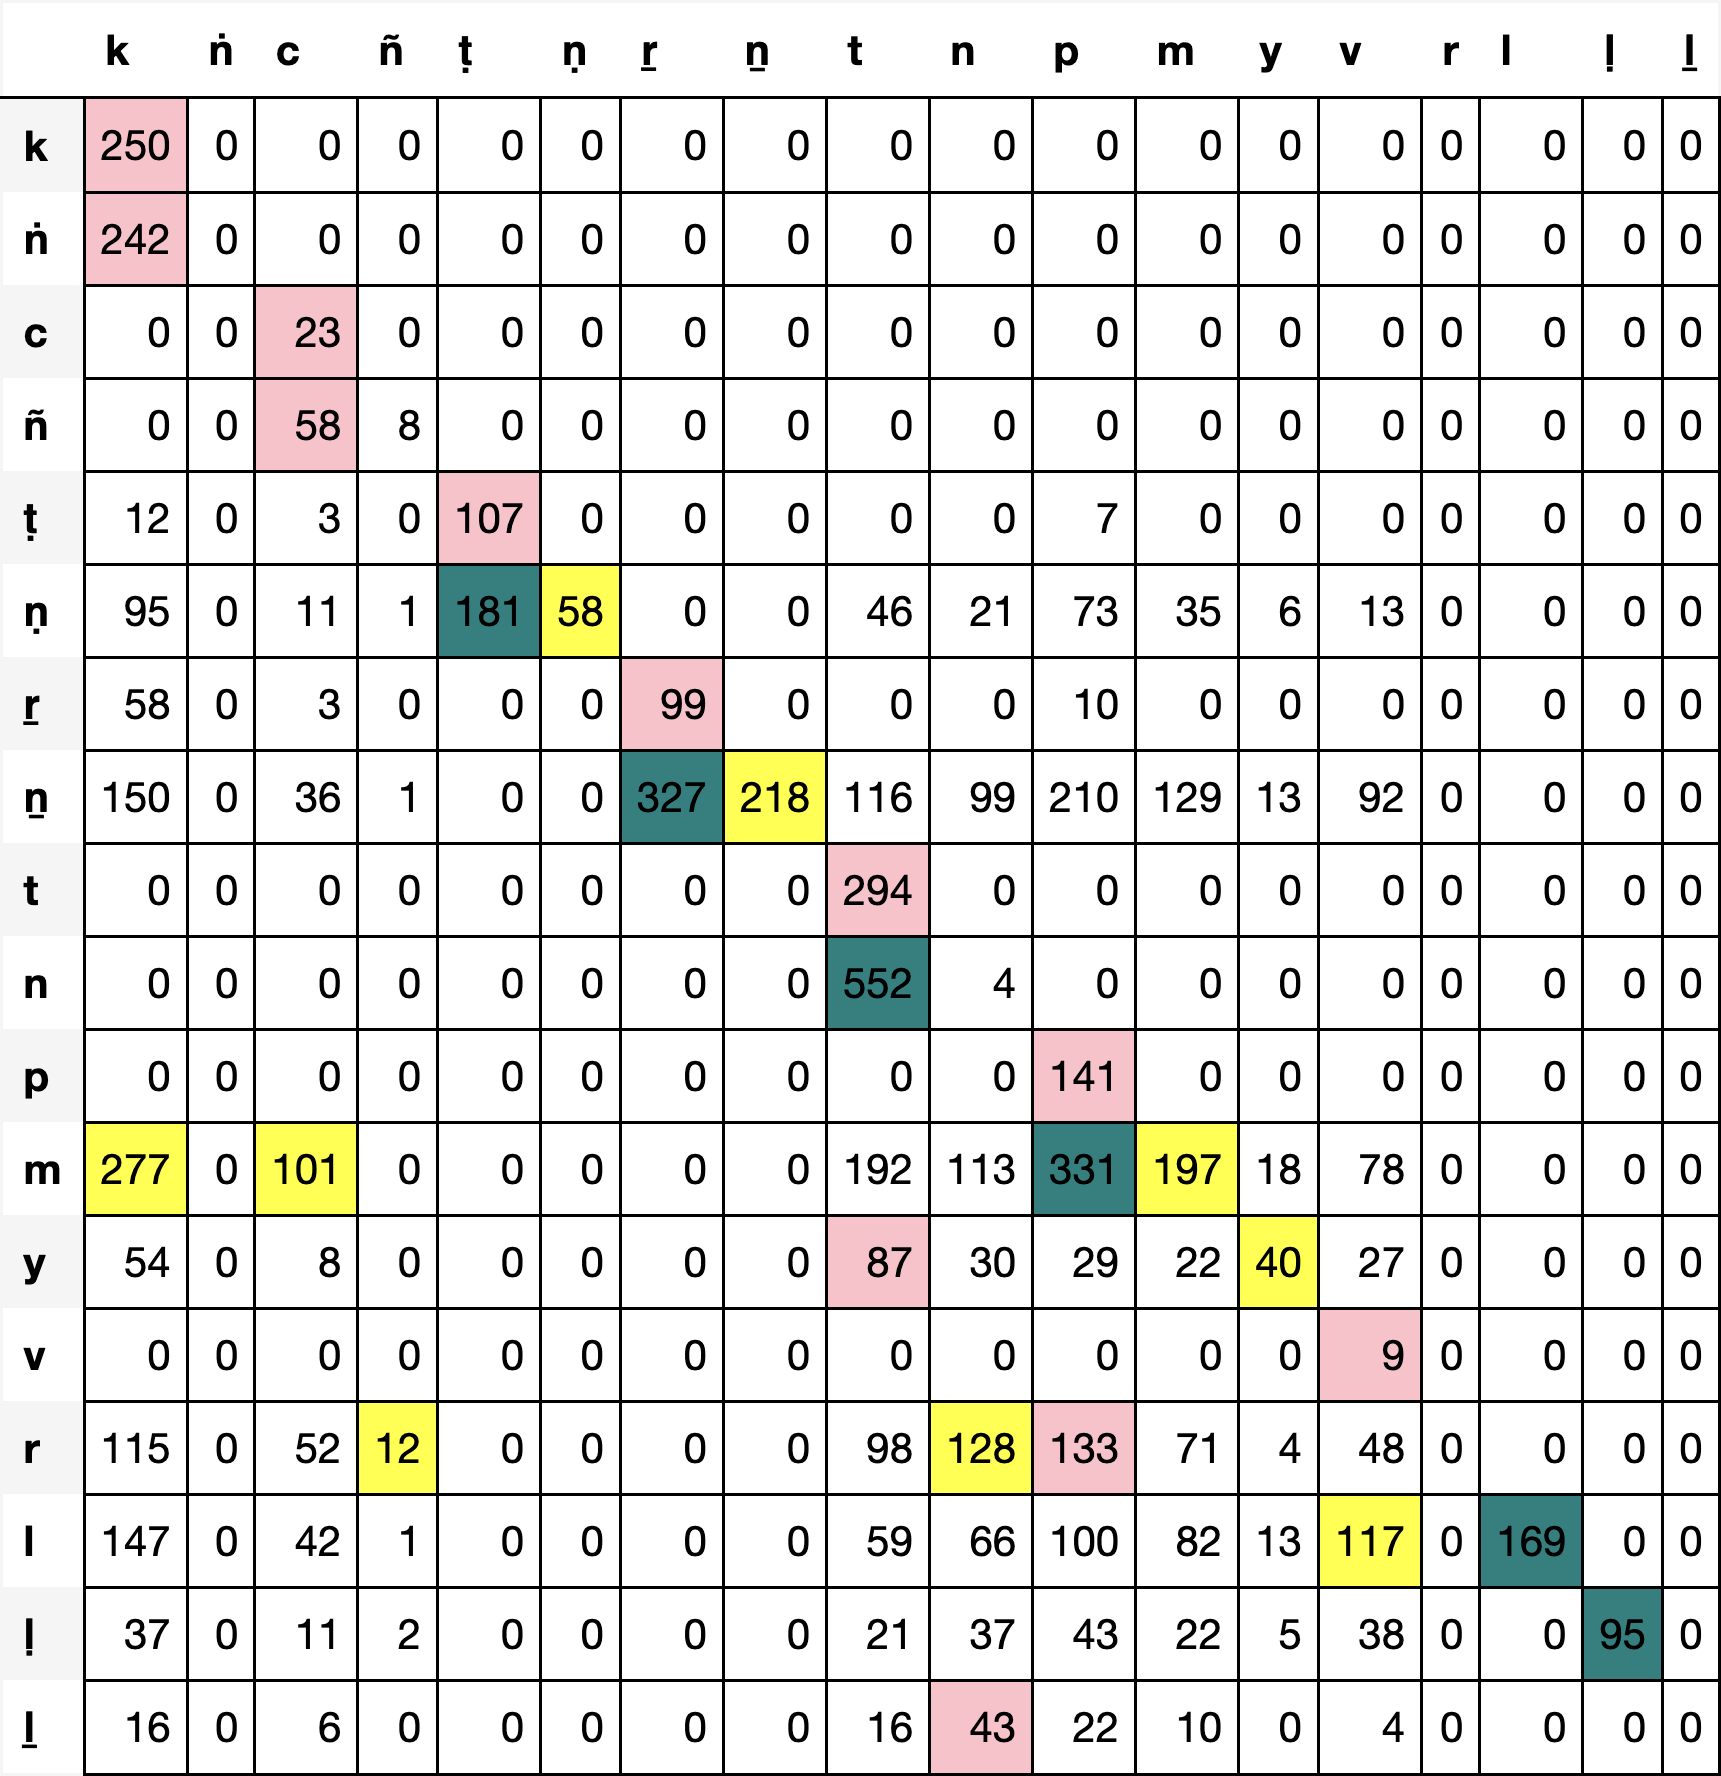 k ṅ c ñ ṭ ṇ ṟ ṉ t n p m y v r l ḷ ḻ
k 250 0 0 0 0 0 0 0 0 0 0 0 0 0 0 0 0 0
ṅ 242 0 0 0 0 0 0 0 0 0 0 0 0 0 0 0 0 0
c 0 0 23 0 0 0 0 0 0 0 0 0 0 0 0 0 0 0
ñ 0 0 58 8 0 0 0 0 0 0 0 0 0 0 0 0 0 0
ṭ 12 0 3 0 107 0 0 0 0 0 7 0 0 0 0 0 0 0
ṇ 95 0 11 1 181 58 0 0 46 21 73 35 6 13 0 0 0 0
ṟ 58 0 3 0 0 0 99 0 0 0 10 0 0 0 0 0 0 0
ṉ 150 0 36 1 0 0 327 218 116 99 210 129 13 92 0 0 0 0
t 0 0 0 0 0 0 0 0 294 0 0 0 0 0 0 0 0 0
n 0 0 0 0 0 0 0 0 552 4 0 0 0 0 0 0 0 0
p 0 0 0 0 0 0 0 0 0 0 141 0 0 0 0 0 0 0
m 277 0 101 0 0 0 0 0 192 113 331 197 18 78 0 0 0 0
y 54 0 8 0 0 0 0 0 87 30 29 22 40 27 0 0 0 0
v 0 0 0 0 0 0 0 0 0 0 0 0 0 9 0 0 0 0
r 115 0 52 12 0 0 0 0 98 128 133 71 4 48 0 0 0 0
l 147 0 42 1 0 0 0 0 59 66 100 82 13 117 0 169 0 0
ḷ 37 0 11 2 0 0 0 0 21 37 43 22 5 38 0 0 95 0
ḻ 16 0 6 0 0 0 0 0 16 43 22 10 0 4 0 0 0 0